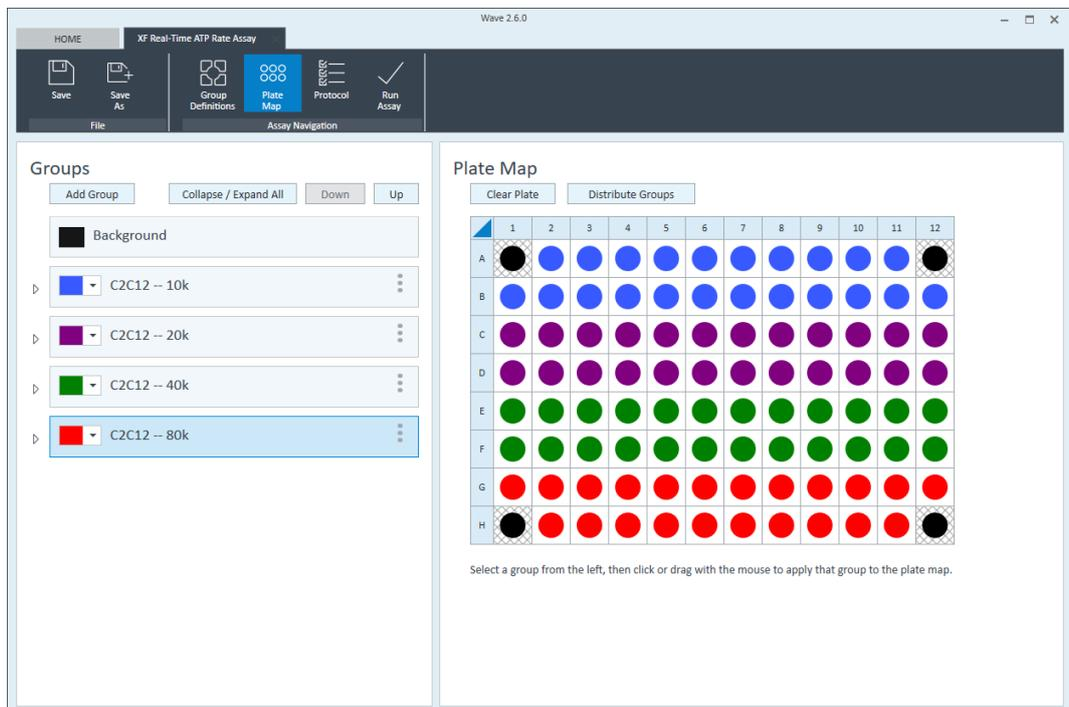 Wave 2.6.0
HOME
XF Real-Time ATP Rate Assay
Save
Save As
File
Group Definitions
Plate Map
Protocol
Run Assay
Assay Navigation
Groups
Add Group
Collapse / Expand All
Down
Up
Background
C2C12 -- 10k
C2C12 -- 20k
C2C12 -- 40k
C2C12 -- 80k
Plate Map
Clear Plate
Distribute Groups
1 2 3 4 5 6 7 8 9 10 11 12
A
B
C
D
E
F
G
H
Select a group from the left, then click or drag with the mouse to apply that group to the plate map.